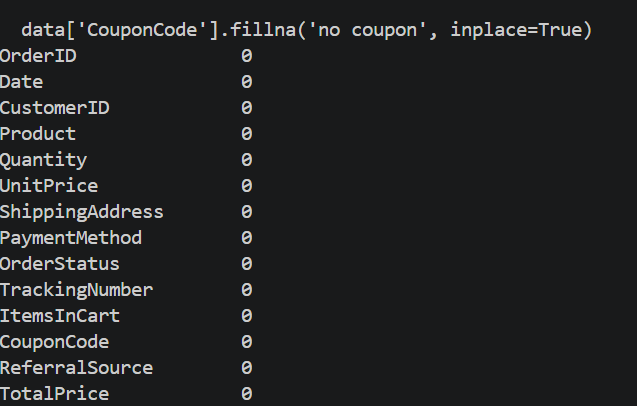 data['CouponCode'].fillna('no coupon', inplace=True)
OrderID 0
Date 0
CustomerID 0
Product 0
Quantity 0
UnitPrice 0
ShippingAddress 0
PaymentMethod 0
OrderStatus 0
TrackingNumber 0
ItemsInCart 0
CouponCode 0
ReferralSource 0
TotalPrice 0